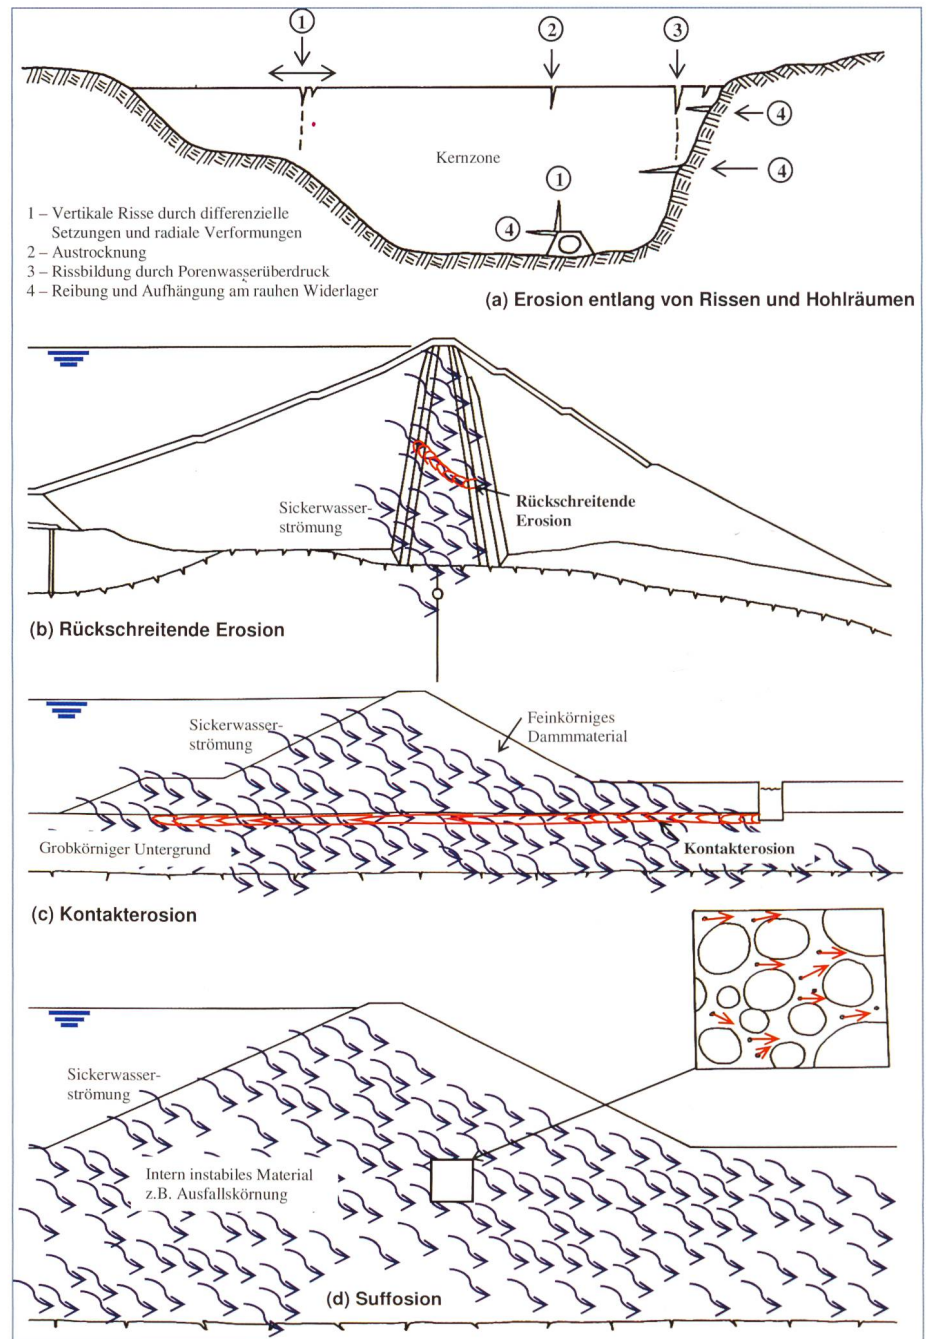 1
2
3
4
Kernzone
4
1
4
1 – Vertikale Risse durch differenzielle
Setzungen und radiale Verformungen
2 – Austrocknung
3 – Rissbildung durch Porenwasserüberdruck
4 – Reibung und Aufhängung am rauhen Widerlager
(a) Erosion entlang von Rissen und Hohlräumen
Sickerwasser-
strömung
Rückschreitende
Erosion
(b) Rückschreitende Erosion
Sickerwasser-
strömung
Feinkörniges
Dammmaterial
Grobkörniger Untergrund
Kontakterosion
(c) Kontakterosion
Sickerwasser-
strömung
Intern instabiles Material
z.B. Ausfallskörnung
(d) Suffosion